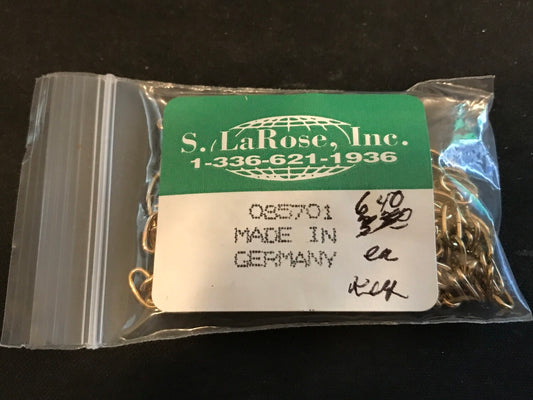 S. LaRose, Inc.
1-336-621-1936
085701
MADE IN
GERMANY
6 40
ea